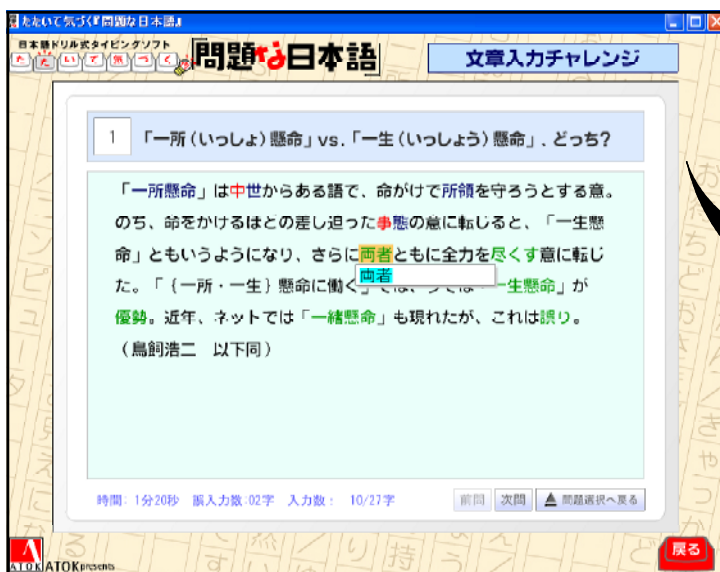 たたいて気づく『問題な日本語』
日本語ドリル式タイピングソフト
たたいて気づく
問題な日本語
文章入力チャレンジ
1 「一所(いっしょ)懸命」vs.「一生(いっしょう)懸命」、どっち?
「一所懸命」は中世からある語で、命がけで所領を守ろうとする意。
のち、命をかけるほどの差し迫った事態の意に転じると、「一生懸
命」ともいうようになり、さらに両者ともに全力を尽くす意に転じ
両者
た。「{一所・一生}懸命に働く」では、 一生懸命」が
優勢。近年、ネットでは「一緒懸命」も現れたが、これは誤り。
(鳥飼浩二 以下同)
時間: 1分20秒 誤入力数:02字 入力数: 10/27字
前問 次問 問題選択へ戻る
ATOK ATOK presents
戻る